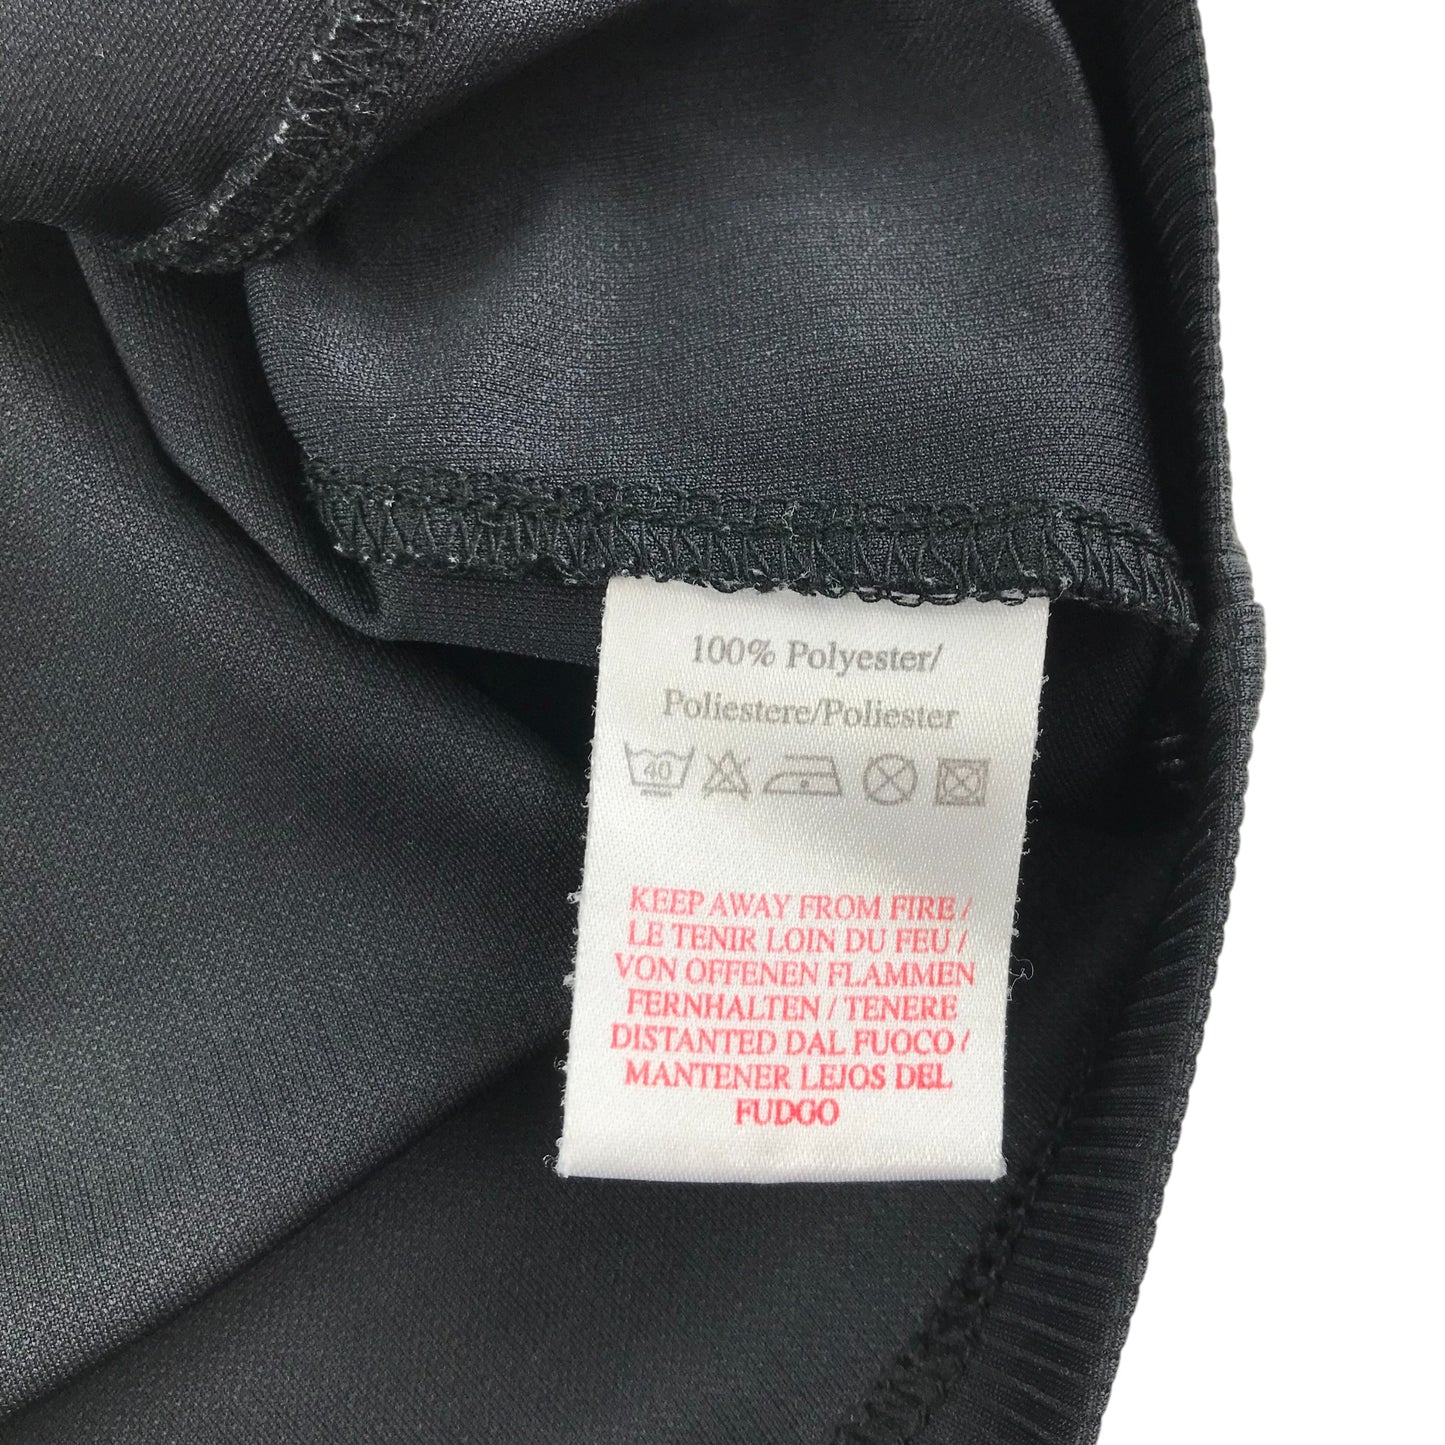 100% Polyester/
Poliestere/Poliester
40
KEEP AWAY FROM FIRE /
LE TENIR LOIN DU FEU /
VON OFFENEN FLAMMEN
FERNHALTEN / TENERE
DISTANTED DAL FUOCO /
MANTENER LEJOS DEL
FUDGO